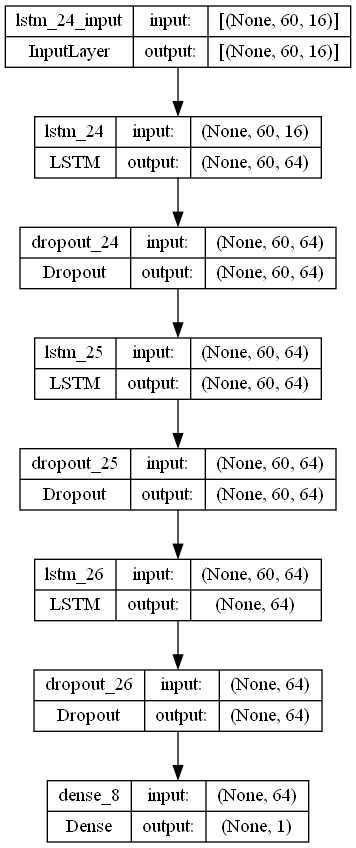 lstm_24_input input: [(None, 60, 16)]
InputLayer output: [(None, 60, 16)]
lstm_24 input: (None, 60, 16)
LSTM output: (None, 60, 64)
dropout_24 input: (None, 60, 64)
Dropout output: (None, 60, 64)
lstm_25 input: (None, 60, 64)
LSTM output: (None, 60, 64)
dropout_25 input: (None, 60, 64)
Dropout output: (None, 60, 64)
lstm_26 input: (None, 60, 64)
LSTM output: (None, 64)
dropout_26 input: (None, 64)
Dropout output: (None, 64)
dense_8 input: (None, 64)
Dense output: (None, 1)